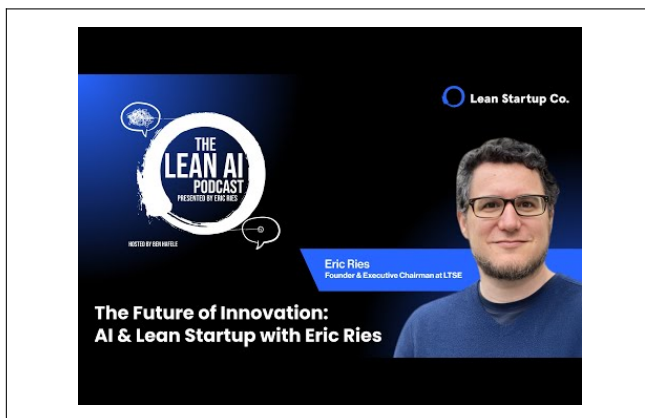 THE
LEAN AI
PODCAST
PRESENTED BY ERIC RIES
HOSTED BY BEN HAFELE
Lean Startup Co.
Eric Ries
Founder & Executive Chairman at LTSE
The Future of Innovation:
AI & Lean Startup with Eric Ries